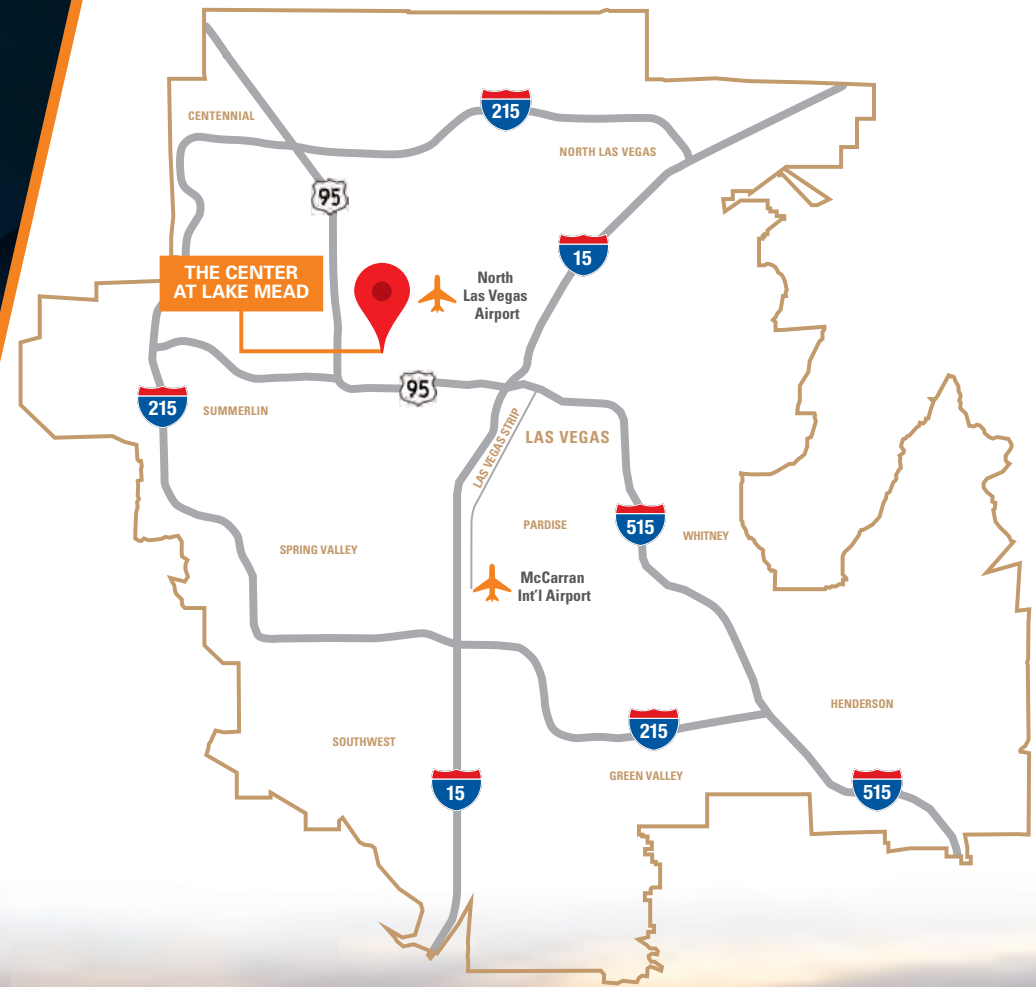 215
CENTENNIAL
NORTH LAS VEGAS
95
15
THE CENTER
AT LAKE MEAD
North
Las Vegas
Airport
95
215
SUMMERLIN
LAS VEGAS STRIP
LAS VEGAS
515
PARDISE
WHITNEY
SPRING VALLEY
McCarran
Int'l Airport
HENDERSON
215
SOUTHWEST
GREEN VALLEY
15
515